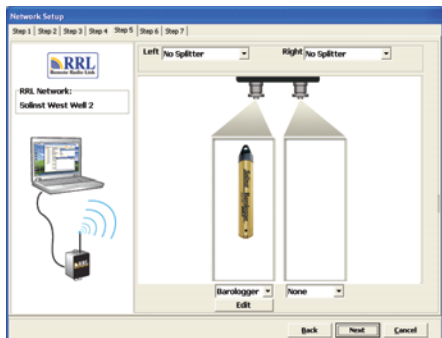 Network Setup
Step 1 | Step 2 | Step 3 | Step 4 | Step 5 | Step 6 | Step 7
Left No Splitter Right No Splitter
RRL
Remote Radio Link
RRL Network:
Solinst West Well 2
Solinst Barologger
Barologger None
Edit
Back Next Cancel